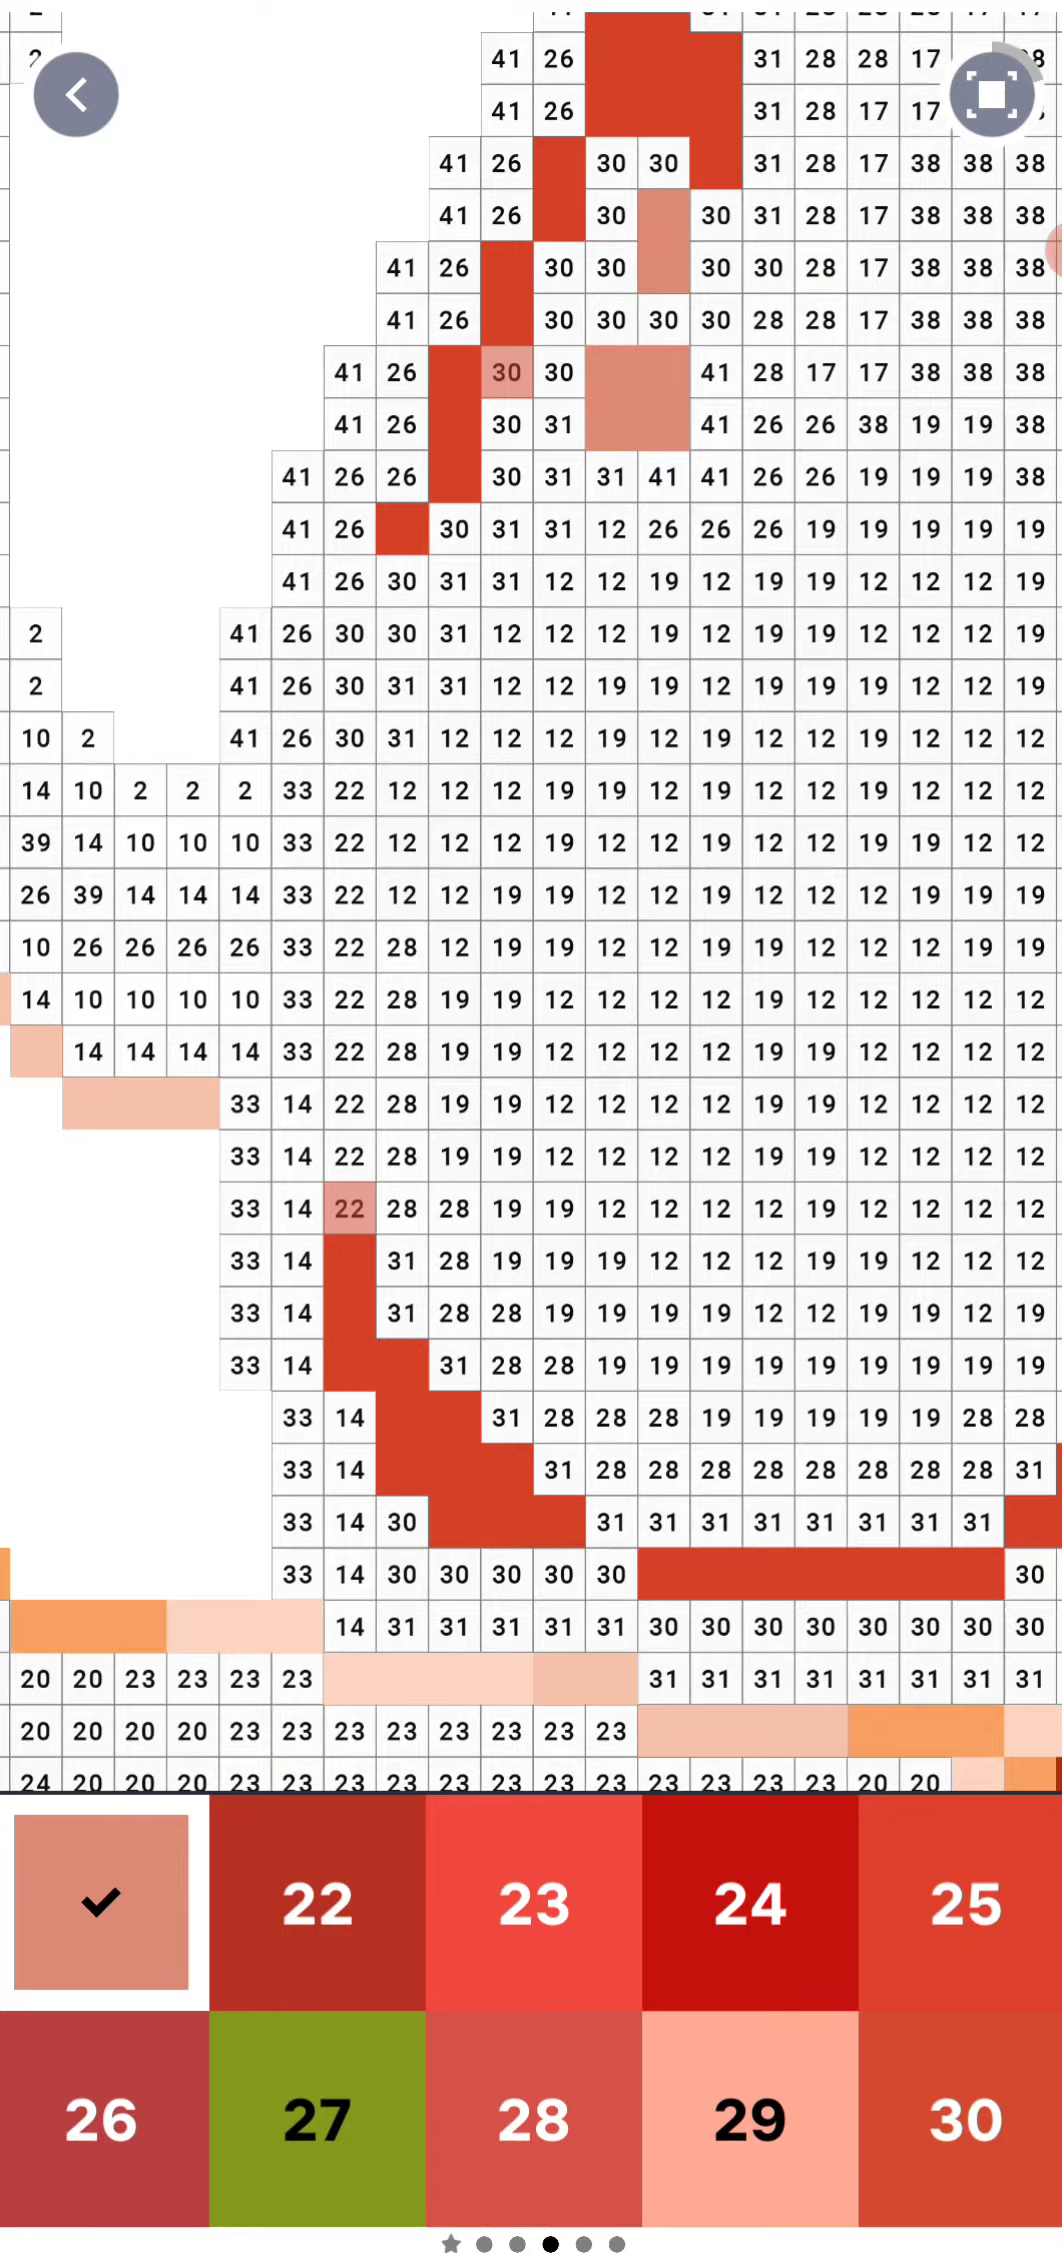 2 41 26 31 28 28 17
41 26 31 28 17 17
41 26 30 30 31 28 17 38 38 38
41 26 30 30 31 28 17 38 38 38
41 26 30 30 30 30 28 17 38 38 38
41 26 30 30 30 30 28 28 17 38 38 38
41 26 30 30 41 28 17 17 38 38 38
41 26 30 31 41 26 26 38 19 19 38
41 26 26 30 31 31 41 41 26 26 19 19 19 38
41 26 30 31 31 12 26 26 26 19 19 19 19 19
41 26 30 31 31 12 12 19 12 19 19 12 12 12 19
2 41 26 30 30 31 12 12 12 19 12 19 19 12 12 12 19
2 41 26 30 31 31 12 12 19 19 12 19 19 19 12 12 19
10 2 41 26 30 31 12 12 12 19 12 19 12 12 19 12 12 12
14 10 2 2 2 33 22 12 12 12 19 19 12 19 12 12 19 12 12 12
39 14 10 10 10 33 22 12 12 12 19 12 12 19 12 12 19 19 12 12
26 39 14 14 14 33 22 12 12 19 19 12 12 19 12 12 12 19 19 19
10 26 26 26 26 33 22 28 12 19 19 12 12 19 19 12 12 12 19 19
14 10 10 10 10 33 22 28 19 19 12 12 12 12 19 12 12 12 12 12
14 14 14 14 33 22 28 19 19 12 12 12 12 19 19 12 12 12 12
33 14 22 28 19 19 12 12 12 12 19 19 12 12 12 12
33 14 22 28 19 19 12 12 12 12 19 19 12 12 12 12
33 14 22 28 28 19 19 12 12 12 12 19 12 12 12 12
33 14 31 28 19 19 19 12 12 12 19 19 12 12 12
33 14 31 28 28 19 19 19 19 12 12 19 19 12 19
33 14 31 28 28 19 19 19 19 19 19 19 19 19
33 14 31 28 28 28 19 19 19 19 19 28 28
33 14 31 28 28 28 28 28 28 28 28 31
33 14 30 31 31 31 31 31 31 31 31
33 14 30 30 30 30 30 30
14 31 31 31 31 31 30 30 30 30 30 30 30 30
20 20 23 23 23 23 31 31 31 31 31 31 31 31
20 20 20 20 23 23 23 23 23 23 23 23
24 20 20 20 23 23 23 23 23 23 23 23 23 23 23 23 20 20
22 23 24 25
26 27 28 29 30